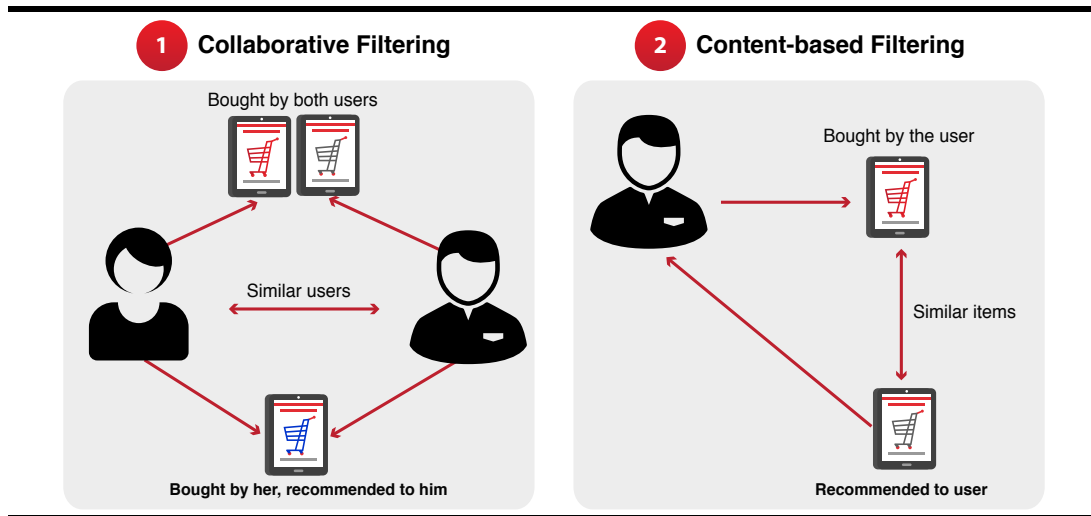 1 Collaborative Filtering
Bought by both users
Similar users
Bought by her, recommended to him
2 Content-based Filtering
Bought by the user
Similar items
Recommended to user